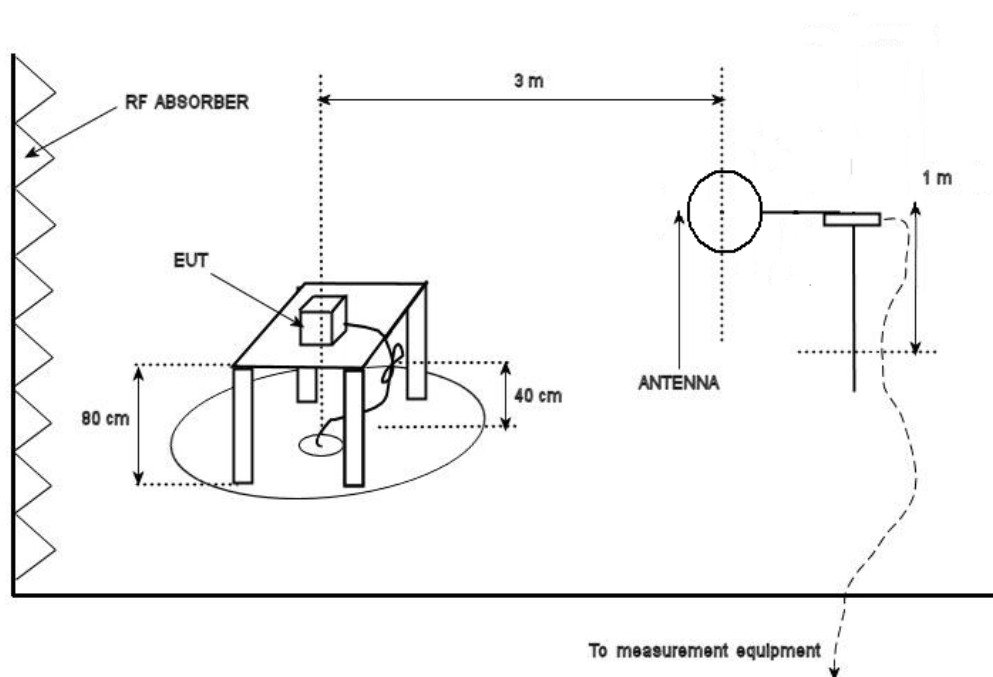 3 m
RF ABSORBER
1 m
EUT
ANTENNA
40 cm
80 cm
To measurement equipment